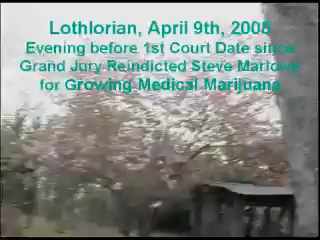 Lothlorian, April 9th, 2008
Evening before 1st Court Date since
Grand Jury Reindicted Steve Marlowe
for Growing Medical Marijuana